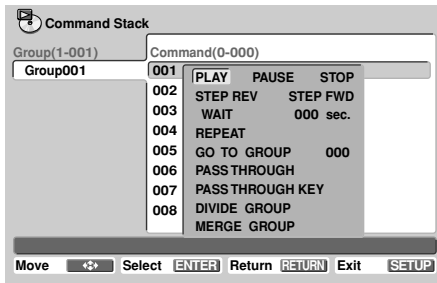 Command Stack
Group(1-001) Command(0-000)
Group001 001 PLAY PAUSE STOP
002 STEP REV STEP FWD
003 WAIT 000 sec.
004 REPEAT
005 GO TO GROUP 000
006 PASS THROUGH
007 PASS THROUGH KEY
008 DIVIDE GROUP
MERGE GROUP
Move Select ENTER Return RETURN Exit SETUP